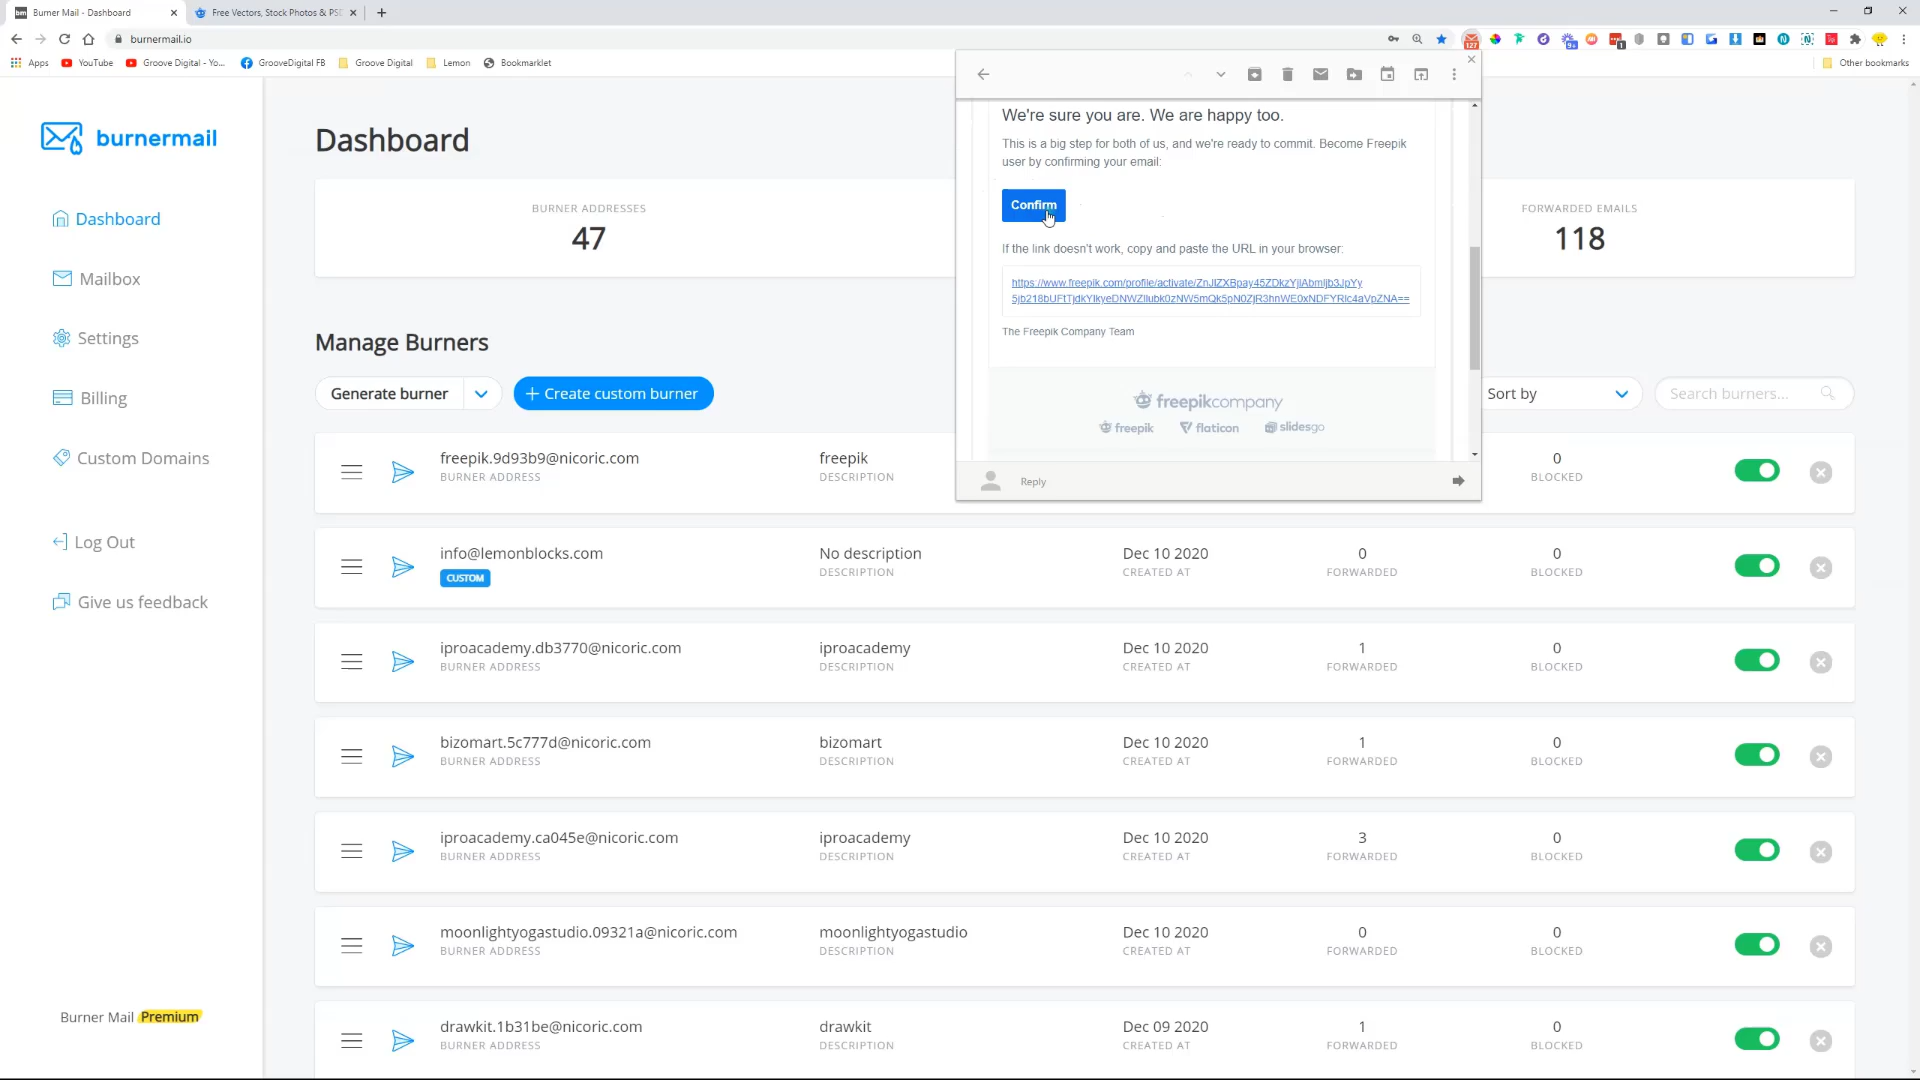 bm Burner Mail - Dashboard
Free Vectors, Stock Photos & PSD
burnermail.io
127
9+
1
Apps
YouTube
Groove Digital - Yo...
GrooveDigital FB
Groove Digital
Lemon
Bookmarklet
Other bookmarks
burnermail
Dashboard
Mailbox
Settings
Billing
Custom Domains
Log Out
Give us feedback
Burner Mail Premium
Dashboard
BURNER ADDRESSES
47
FORWARDED EMAILS
118
We're sure you are. We are happy too.
This is a big step for both of us, and we're ready to commit. Become Freepik
user by confirming your email:
Confirm
If the link doesn't work, copy and paste the URL in your browser:
The Freepik Company Team
freepikcompany
freepik
flaticon
slidesgo
Reply
Manage Burners
Generate burner
+ Create custom burner
Sort by
Search burners...
freepik.9d93b9@nicoric.com
BURNER ADDRESS
freepik
DESCRIPTION
0
BLOCKED
info@lemonblocks.com
CUSTOM
No description
DESCRIPTION
Dec 10 2020
CREATED AT
0
FORWARDED
0
BLOCKED
iproacademy.db3770@nicoric.com
BURNER ADDRESS
iproacademy
DESCRIPTION
Dec 10 2020
CREATED AT
1
FORWARDED
0
BLOCKED
bizomart.5c777d@nicoric.com
BURNER ADDRESS
bizomart
DESCRIPTION
Dec 10 2020
CREATED AT
1
FORWARDED
0
BLOCKED
iproacademy.ca045e@nicoric.com
BURNER ADDRESS
iproacademy
DESCRIPTION
Dec 10 2020
CREATED AT
3
FORWARDED
0
BLOCKED
moonlightyogastudio.09321a@nicoric.com
BURNER ADDRESS
moonlightyogastudio
DESCRIPTION
Dec 10 2020
CREATED AT
0
FORWARDED
0
BLOCKED
drawkit.1b31be@nicoric.com
BURNER ADDRESS
drawkit
DESCRIPTION
Dec 09 2020
CREATED AT
1
FORWARDED
0
BLOCKED